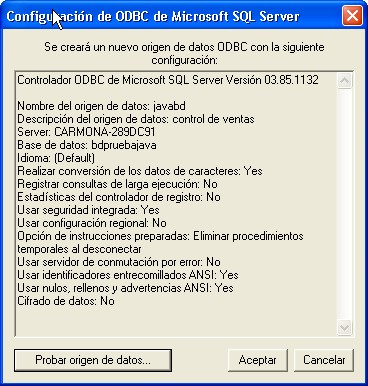 Configuración de ODBC de Microsoft SQL Server
Se creará un nuevo origen de datos ODBC con la siguiente
configuración:
Controlador ODBC de Microsoft SQL Server Versión 03.85.1132
Nombre del origen de datos: javabd
Descripción del origen de datos: control de ventas
Server: CARMONA-289DC91
Base de datos: bdpruebajava
Idioma: (Default)
Realizar conversión de los datos de caracteres: Yes
Registrar consultas de larga ejecución: No
Estadísticas del controlador de registro: No
Usar seguridad integrada: Yes
Usar configuración regional: No
Opción de instrucciones preparadas: Eliminar procedimientos
temporales al desconectar
Usar servidor de conmutación por error: No
Usar identificadores entrecomillados ANSI: Yes
Usar nulos, rellenos y advertencias ANSI: Yes
Cifrado de datos: No
Probar origen de datos...
Aceptar
Cancelar